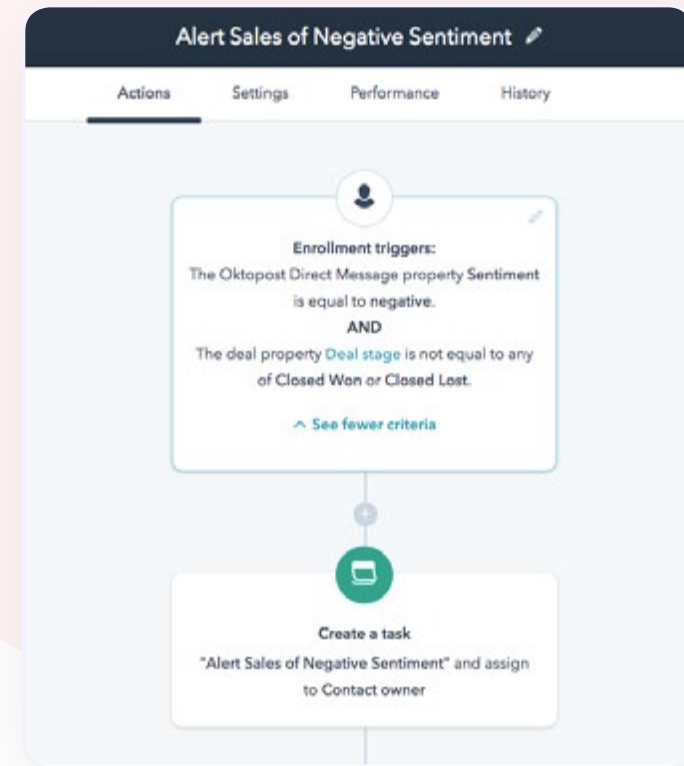 Alert Sales of Negative Sentiment
Actions Settings Performance History
Enrollment triggers:
The Oktopost Direct Message property Sentiment
is equal to negative.
AND
The deal property Deal stage is not equal to any
of Closed Won or Closed Lost.
See fewer criteria
Create a task
"Alert Sales of Negative Sentiment" and assign
to Contact owner